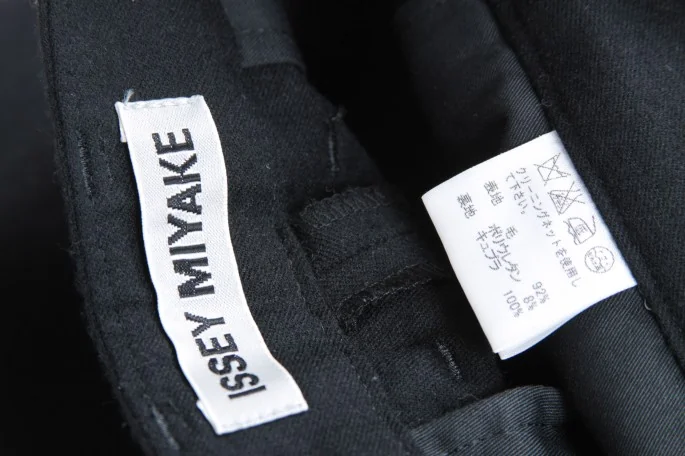 ISSEY MIYAKE
クリーニングネットを使用し
て下さい。
表地 毛 92%
ポリウレタン 8%
裏地 キュプラ 100%